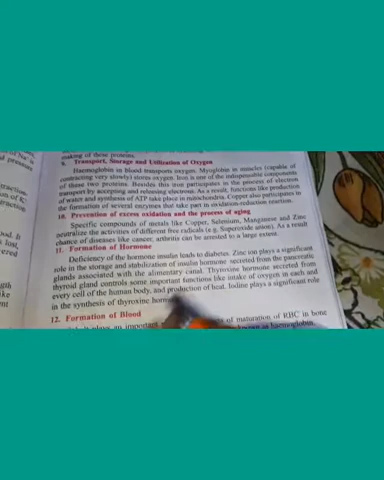 making of these proteins.
9. Transport, Storage and Utilization of Oxygen
Haemoglobin in blood transports oxygen. Myoglobin in muscles (capable of
contracting very slowly) stores oxygen. Iron is one of the indispensable components
of these two proteins. Besides this iron participates in the process of electron
transport by accepting and releasing electrons. As a result, functions like production
of water and synthesis of ATP take place in mitochondria. Copper also participates in
the formation of several enzymes that take part in oxidation-reduction reaction.
10. Prevention of excess oxidation and the process of aging
Specific compounds of metals like Copper, Selenium, Manganese and Zinc
neutralize the activities of different free radicals (e.g, Superoxide anion). As a result
chance of diseases like cancer, arthritis can be arrested to a large extent.
11. Formation of Hormone
Deficiency of the hormone insulin leads to diabetes. Zinc ion plays a significant
role in the storage and stabilization of insulin hormone secreted from the pancreatic
glands associated with the alimentary canal. Thyroxine hormone secreted from
thyroid gland controls some important functions like intake of oxygen in each and
every cell of the human body, and production of heat. Iodine plays a significant role
in the synthesis of thyroxine
12. Formation of Blood
plays an important of maturation of RBC in bone
as haemoglobin.